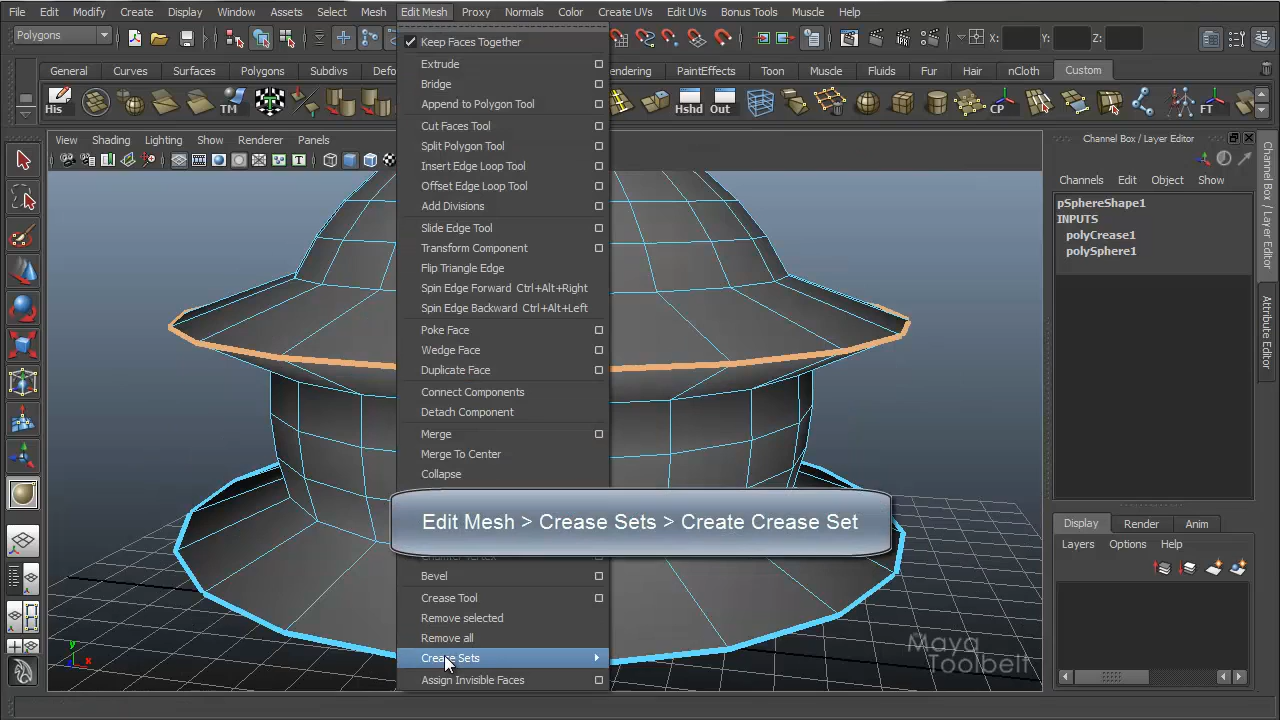 File Edit Modify Create Display Window Assets Select Mesh Edit Mesh Proxy Normals Color Create UVs Edit UVs Bonus Tools Muscle Help
Polygons
X: Y: Z:
General Curves Surfaces Polygons Subdivs Defo
endering PaintEffects Toon Muscle Fluids Fur Hair nCloth Custom
His TM Hshd Out CP FT
View Shading Lighting Show Renderer Panels
Keep Faces Together
Extrude
Bridge
Append to Polygon Tool
Cut Faces Tool
Split Polygon Tool
Insert Edge Loop Tool
Offset Edge Loop Tool
Add Divisions
Slide Edge Tool
Transform Component
Flip Triangle Edge
Spin Edge Forward Ctrl+Alt+Right
Spin Edge Backward Ctrl+Alt+Left
Poke Face
Wedge Face
Duplicate Face
Connect Components
Detach Component
Merge
Merge To Center
Collapse
Edit Mesh > Crease Sets > Create Crease Set
Chamfer Vertex
Bevel
Crease Tool
Remove selected
Remove all
Crease Sets
Assign Invisible Faces
Channel Box / Layer Editor
Channels Edit Object Show
pSphereShape1
INPUTS
polyCrease1
polySphere1
Display Render Anim
Layers Options Help
Channel Box / Layer Editor
Attribute Editor
y
x
Maya
Toolbelt